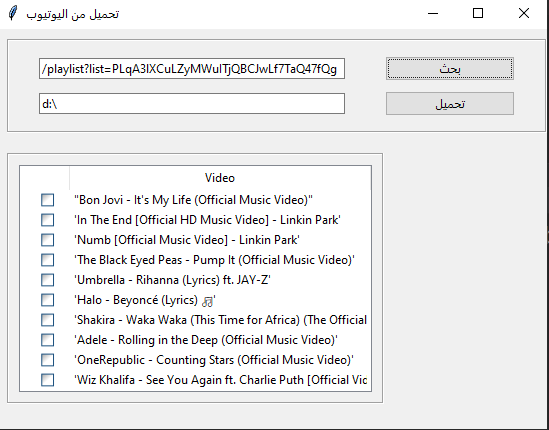 تحميل من اليوتيوب
/playlist?list=PLqA3IXCuLZyMWulTjQBCJwLf7TaQ47fQg
بحث
d:\
تحميل
Video
"Bon Jovi - It's My Life (Official Music Video)"
'In The End [Official HD Music Video] - Linkin Park'
'Numb [Official Music Video] - Linkin Park'
'The Black Eyed Peas - Pump It (Official Music Video)'
'Umbrella - Rihanna (Lyrics) ft. JAY-Z'
'Halo - Beyoncé (Lyrics) 🎵'
'Shakira - Waka Waka (This Time for Africa) (The Official
'Adele - Rolling in the Deep (Official Music Video)'
'OneRepublic - Counting Stars (Official Music Video)'
'Wiz Khalifa - See You Again ft. Charlie Puth [Official Vic